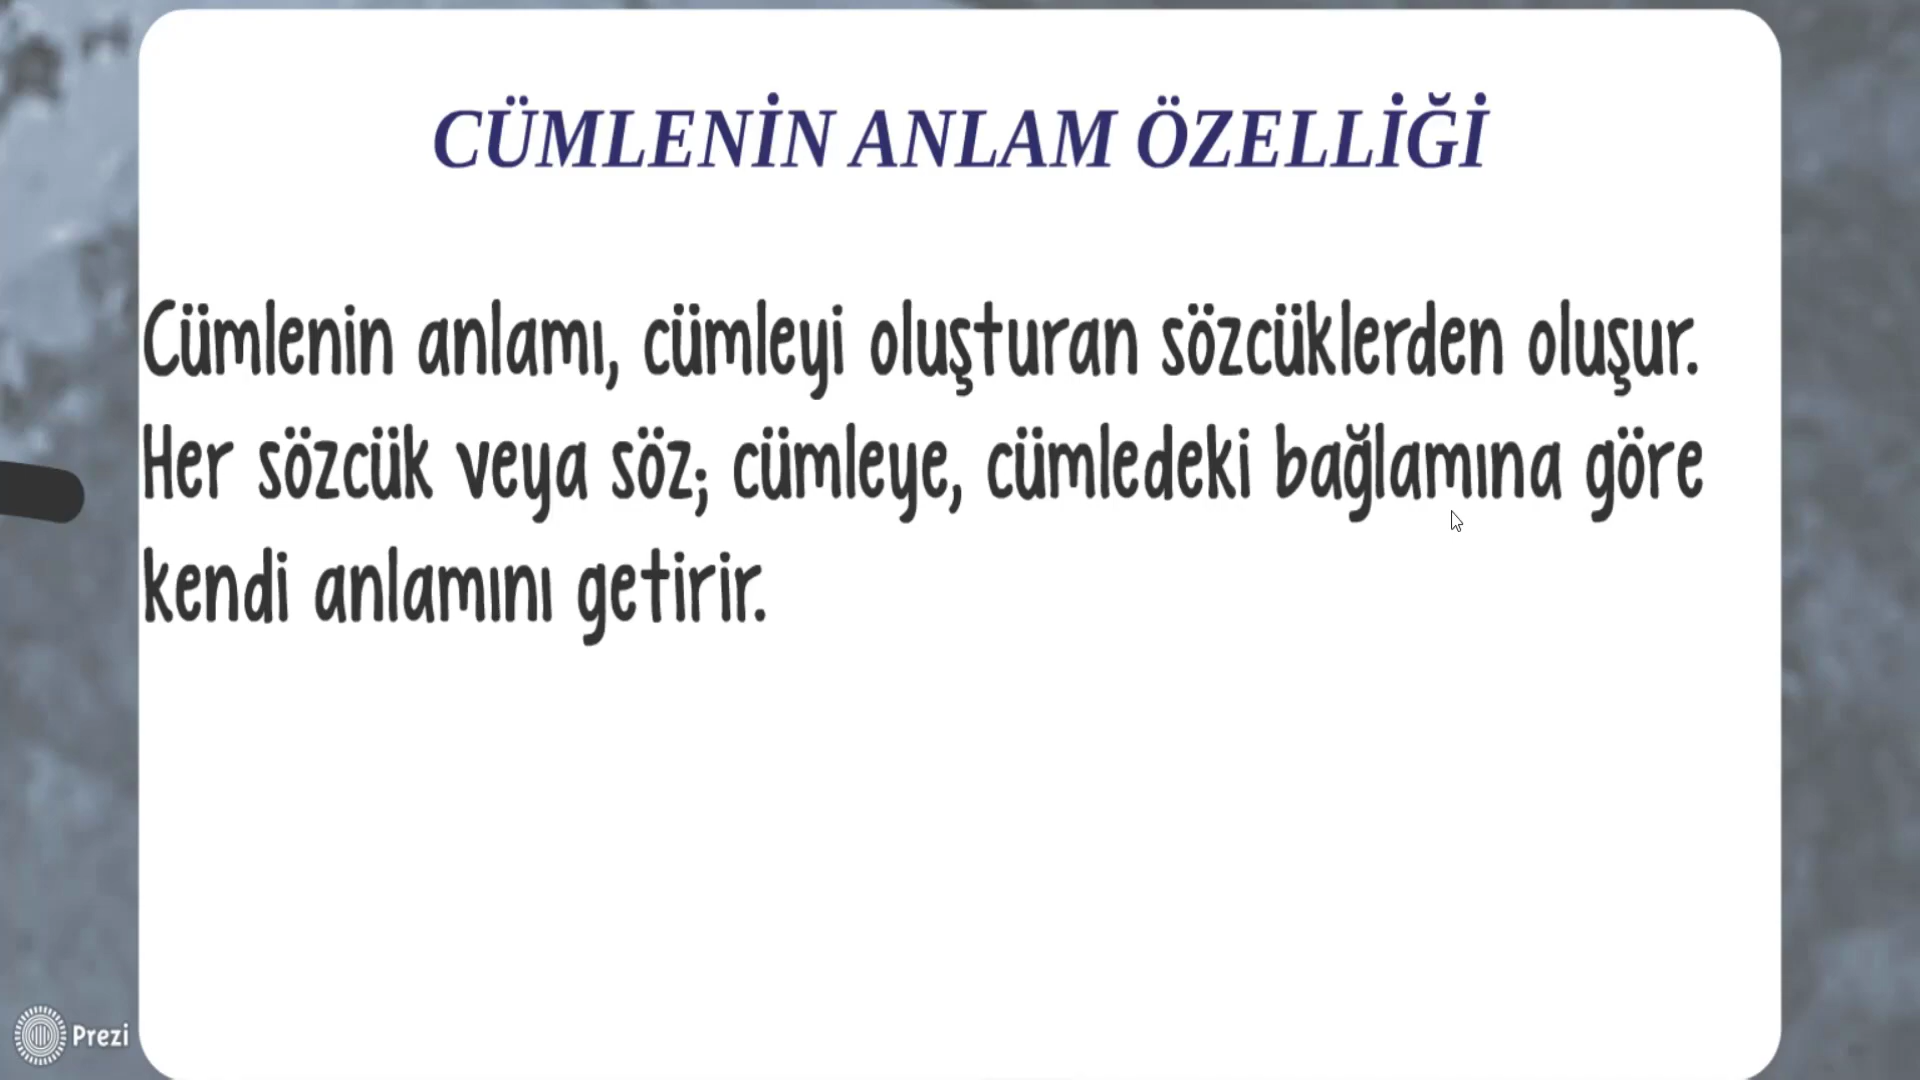 CÜMLENİN ANLAM ÖZELLİĞİ
Cümlenin anlamı, cümleyi oluşturan sözcüklerden oluşur.
Her sözcük veya söz; cümleye, cümledeki bağlamına göre
kendi anlamını getirir.
Prezi